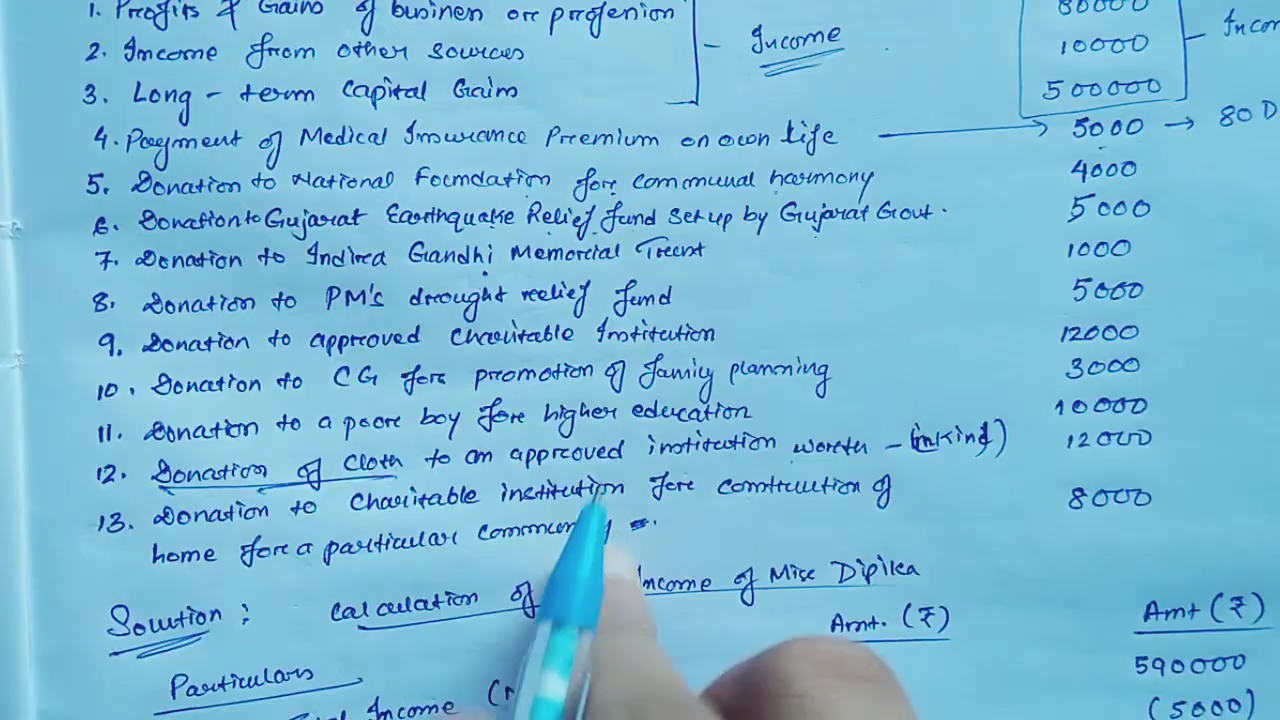 1. Profits & Gains of business or profession 80000
2. Income from other sources - Income 10000 - Incom
3. Long - term Capital Gains 500000
4. Payment of Medical Insurance Premium on own life → 5000 → 80D
5. Donation to National Foundation for communal harmony 4000
6. Donation to Gujarat Earthquake Relief fund set up by Gujarat Govt. 5000
7. Donation to Indira Gandhi Memorial Trust 1000
8. Donation to PM's drought relief fund 5000
9. Donation to approved charitable Institution 12000
10. Donation to CG for promotion of family planning 3000
11. Donation to a poor boy for higher education 10000
12. Donation of Cloth to an approved institution worth - (in kind) 12000
13. Donation to charitable institution for construction of 8000
home for a particular
Solution : Calculation of Income of Miss Dipika
Particulars Amt. (₹) Amt (₹)
590000
Income (5000)